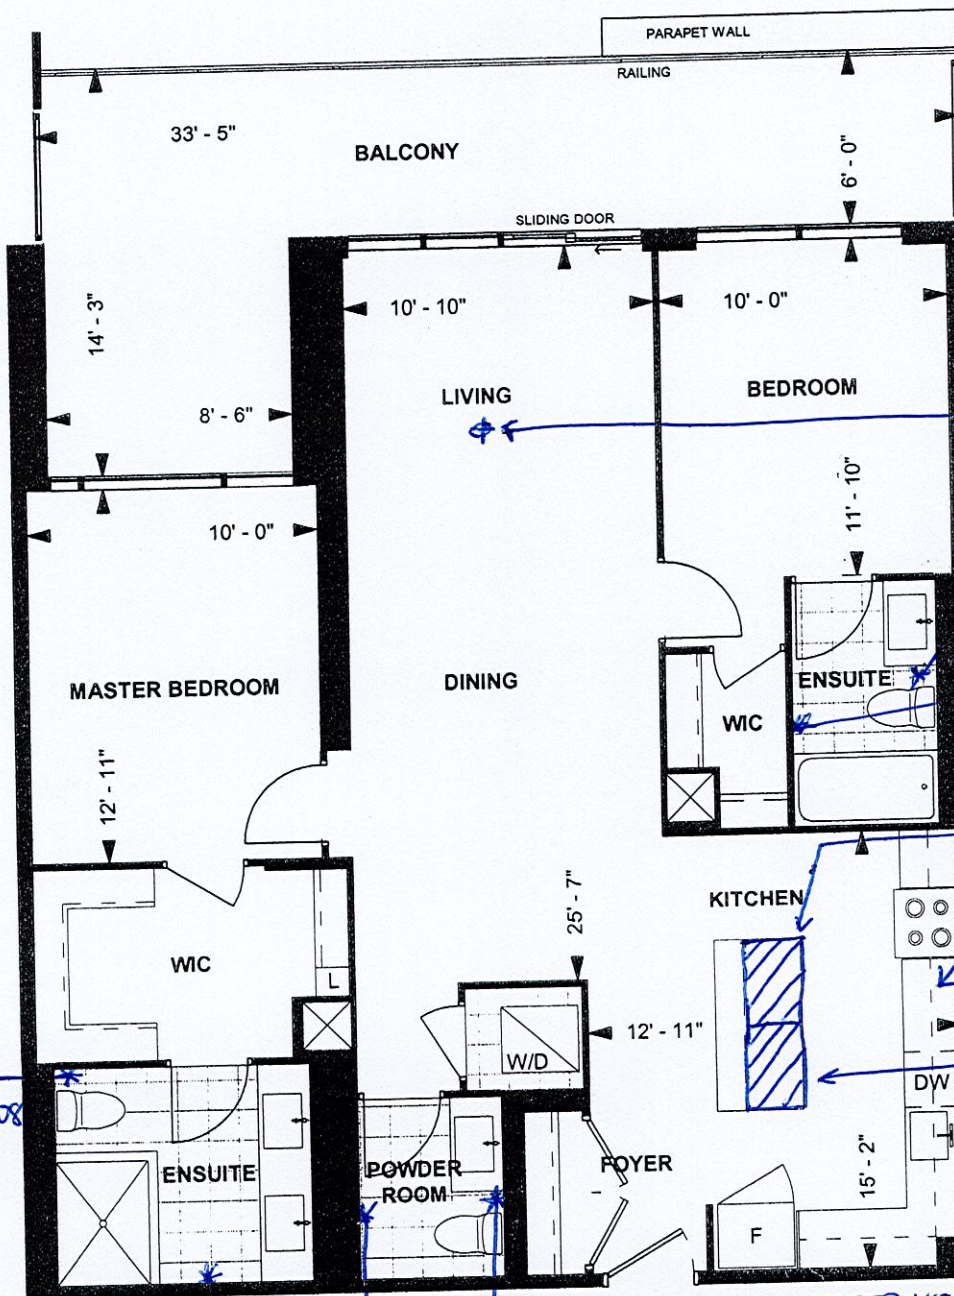 PARAPET WALL
RAILING
33' - 5"
BALCONY
6' - 0"
SLIDING DOOR
14' - 3"
10' - 10"
10' - 0"
LIVING
BEDROOM
8' - 6"
11' - 10"
10' - 0"
MASTER BEDROOM
DINING
ENSUITE
WIC
12' - 11"
KITCHEN
25' - 7"
WIC
L
12' - 11"
W/D
DW
ENSUITE
POWDER
ROOM
FOYER
15' - 2"
F